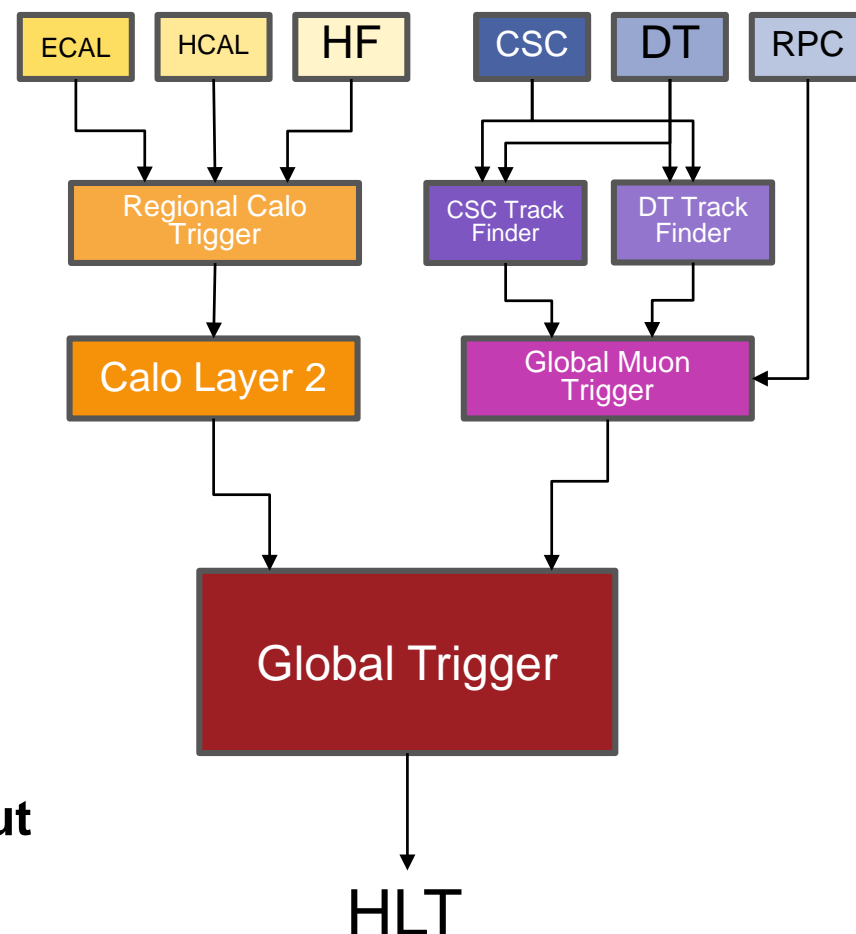 ECAL
HCAL
HF
CSC
DT
RPC
Regional Calo
Trigger
CSC Track
Finder
DT Track
Finder
Calo Layer 2
Global Muon
Trigger
Global Trigger
ut
HLT